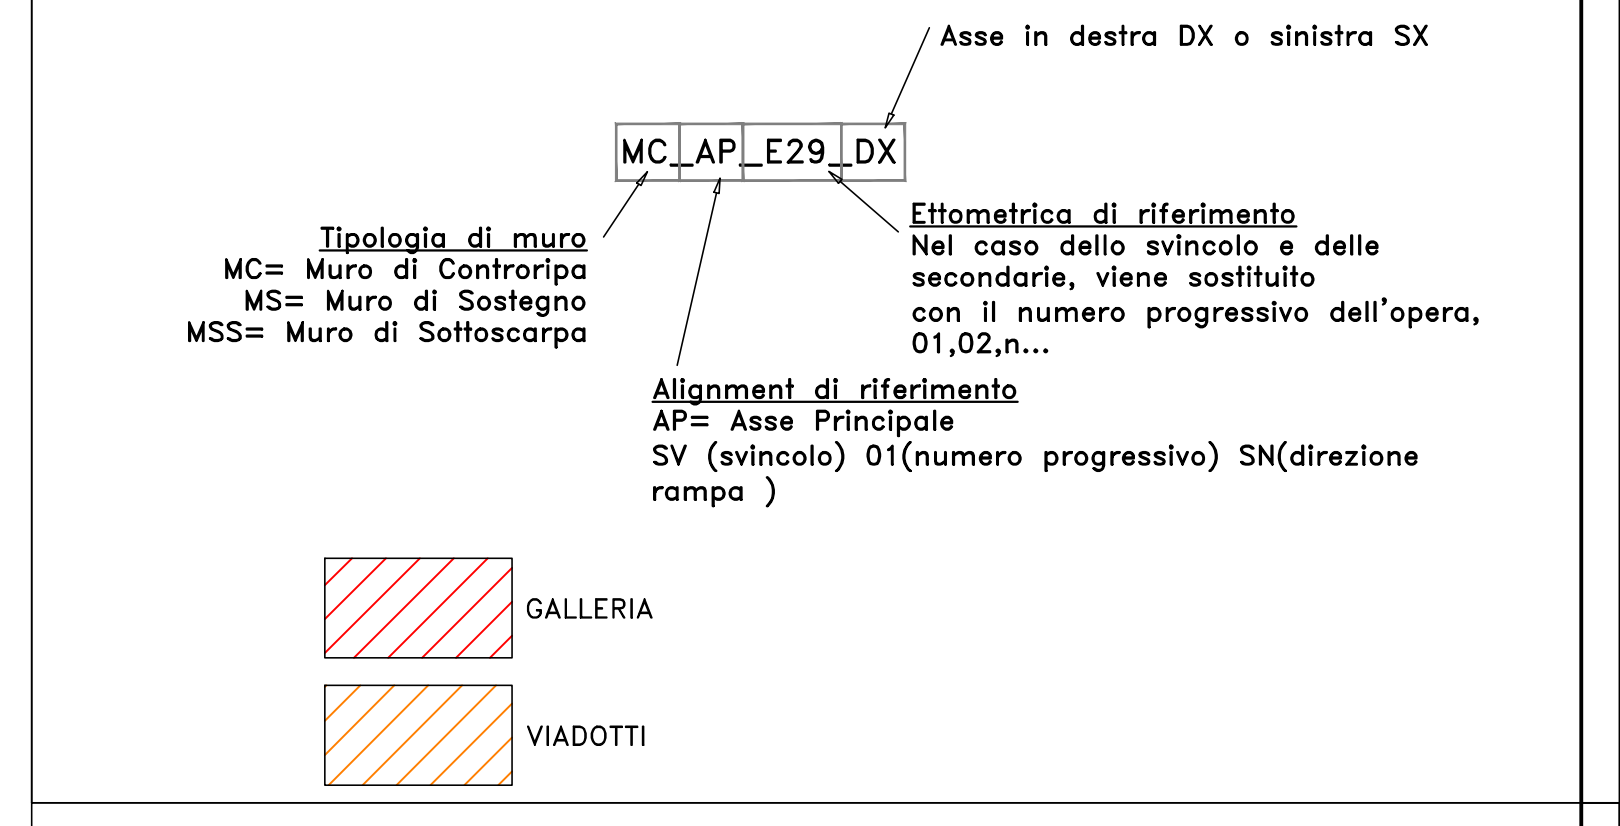 Asse in destra DX o sinistra SX
MC_AP_E29_DX
Tipologia di muro
MC= Muro di Controripa
MS= Muro di Sostegno
MSS= Muro di Sottoscarpa
Ettometrica di riferimento
Nel caso dello svincolo e delle
secondarie, viene sostituito
con il numero progressivo dell'opera,
01,02,n...
Alignment di riferimento
AP= Asse Principale
SV (svincolo) 01(numero progressivo) SN(direzione
rampa )
GALLERIA
VIADOTTI